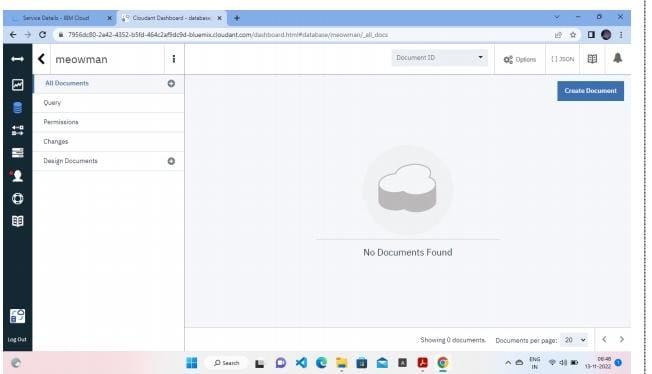 Service Details - IBM Cloud
Cloudant Dashboard - database
7956dc80-2a42-4352-b5fd-464c2af9dc9d-bluemix.cloudant.com/dashboard.html#database/meowman/_all_docs
meowman
Document ID
Options
{ } JSON
All Documents
Create Document
Query
Permissions
Changes
Design Documents
No Documents Found
Log Out
Showing 0 documents.
Documents per page: 20
Search
ENG
IN
06:48
13-11-2022